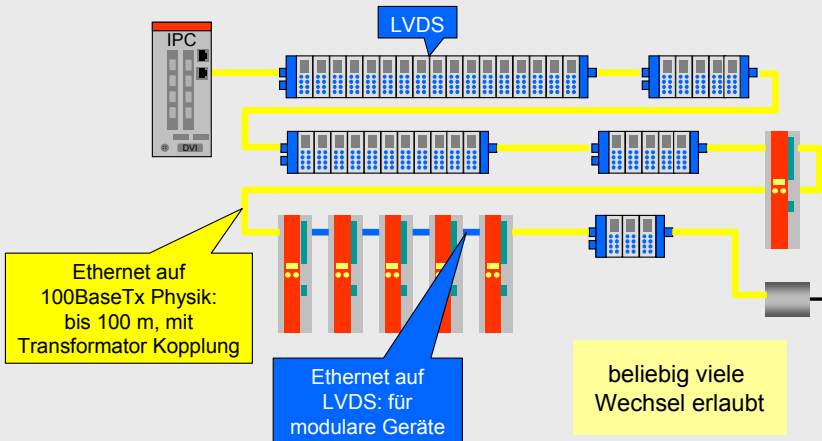 LVDS
IPC
DVI
Ethernet auf
100BaseTx Physik:
bis 100 m, mit
Transformator Kopplung
Ethernet auf
LVDS: für
modulare Geräte
beliebig viele
Wechsel erlaubt